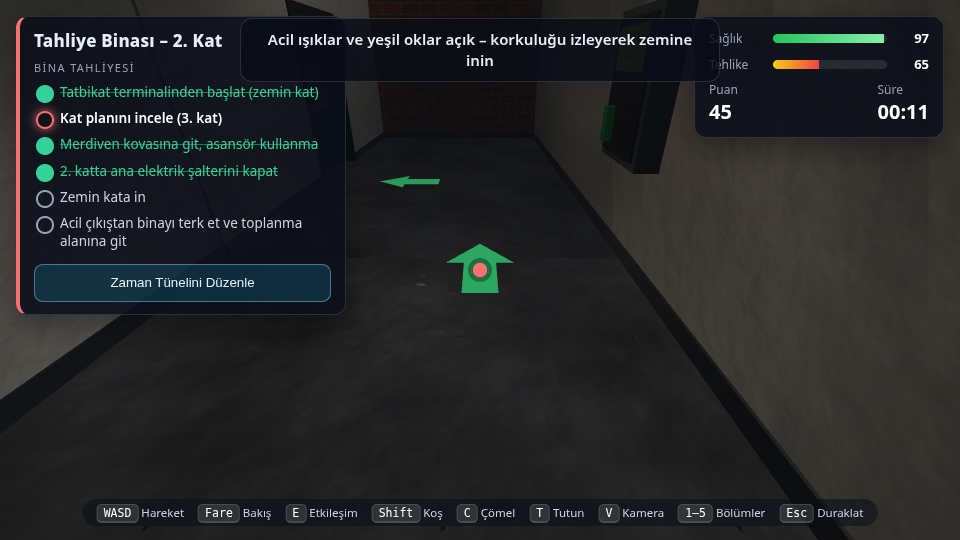 Tahliye Binası – 2. Kat
BİNA TAHLİYESİ
Tatbikat terminalinden başlat (zemin kat)
Kat planını incele (3. kat)
Merdiven kovasına git, asansör kullanma
2. katta ana elektrik şalterini kapat
Zemin kata in
Acil çıkıştan binayı terk et ve toplanma
alanına git
Zaman Tünelini Düzenle
Acil ışıklar ve yeşil oklar açık – korkuluğu izleyerek zemine
inin
Sağlık 97
Tehlike 65
Puan Süre
45 00:11
WASD Hareket Fare Bakış E Etkileşim Shift Koş C Çömel T Tutun V Kamera 1–5 Bölümler Esc Duraklat